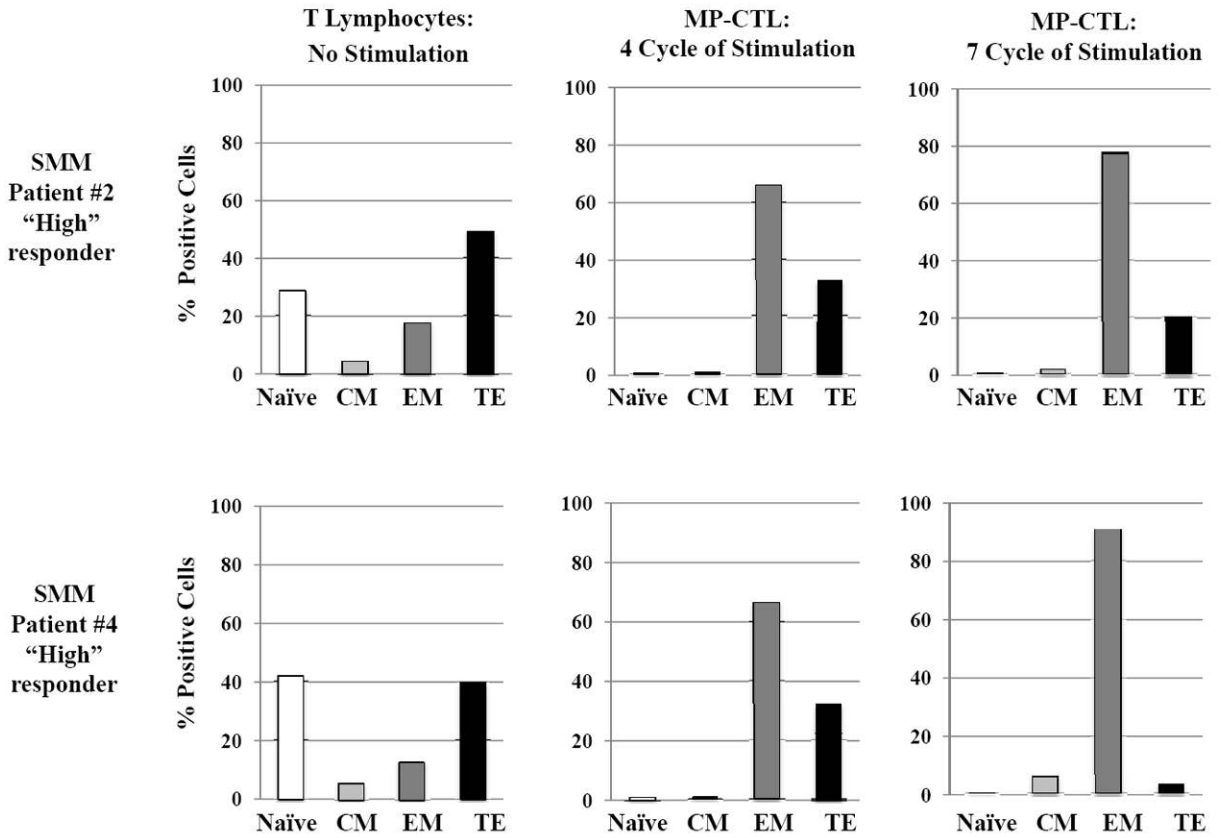 T Lymphocytes:
No Stimulation
MP-CTL:
4 Cycle of Stimulation
MP-CTL:
7 Cycle of Stimulation
SMM
Patient #2
“High”
responder
% Positive Cells
100
80
60
40
20
0
Naïve CM EM TE
100
80
60
40
20
0
Naïve CM EM TE
100
80
60
40
20
0
Naïve CM EM TE
SMM
Patient #4
“High”
responder
% Positive Cells
100
80
60
40
20
0
Naïve CM EM TE
100
80
60
40
20
0
Naïve CM EM TE
100
80
60
40
20
0
Naïve CM EM TE